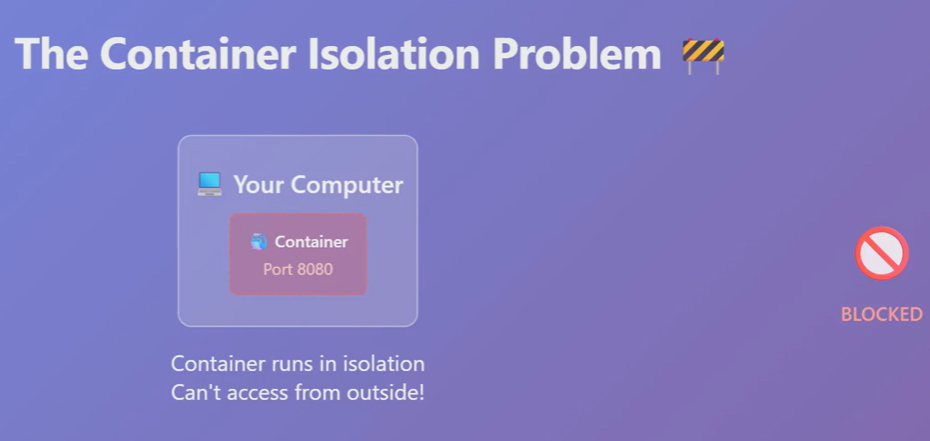 The Container Isolation Problem 🚧
💻 Your Computer
Container
Port 8080
Container runs in isolation
Can't access from outside!
🚫
BLOCKED